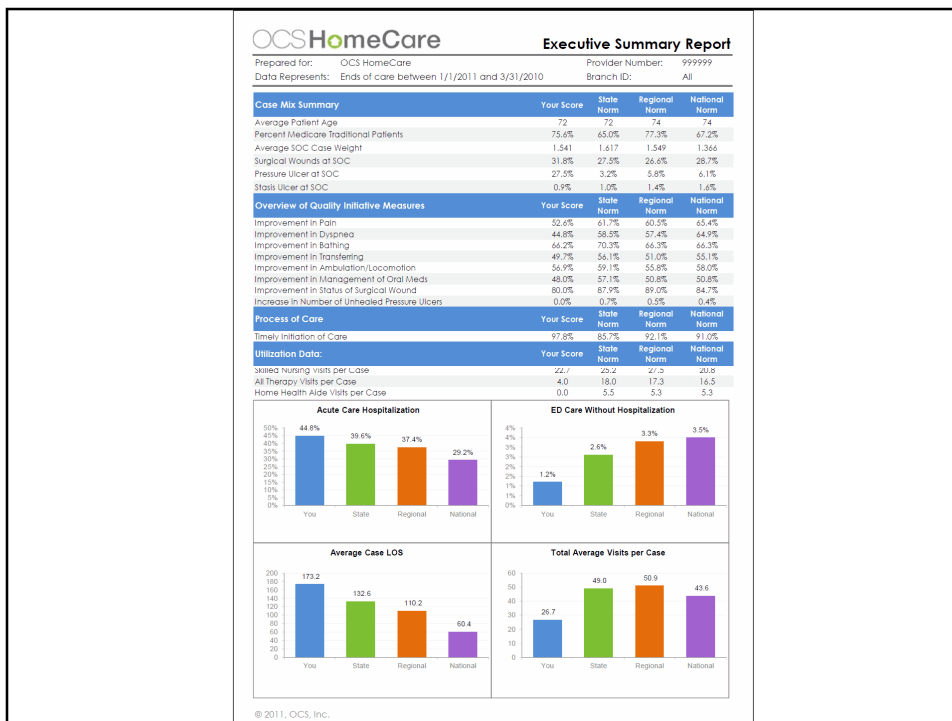 OCS HomeCare
Executive Summary Report
Prepared for: OCS HomeCare Provider Number: 999999
Data Represents: Ends of care between 1/1/2011 and 3/31/2010 Branch ID: All
Case Mix Summary Your Score State Norm Regional Norm National Norm
Average Patient Age 72 72 74 74
Percent Medicare Traditional Patients 75.6% 65.0% 77.3% 67.2%
Average SOC Case Weight 1.541 1.617 1.549 1.366
Surgical Wounds at SOC 31.8% 27.5% 26.6% 28.7%
Pressure Ulcer at SOC 27.5% 3.2% 5.8% 6.1%
Stasis Ulcer at SOC 0.9% 1.0% 1.4% 1.6%
Overview of Quality Initiative Measures Your Score State Norm Regional Norm National Norm
Improvement in Pain 52.6% 61.7% 60.5% 65.4%
Improvement in Dyspnea 44.8% 58.5% 57.4% 64.9%
Improvement in Bathing 66.2% 70.3% 66.3% 66.3%
Improvement in Transferring 49.7% 56.1% 51.0% 55.1%
Improvement in Ambulation/Locomotion 56.9% 59.1% 55.8% 58.0%
Improvement in Management of Oral Meds 48.0% 57.1% 50.8% 50.8%
Improvement in Status of Surgical Wound 80.0% 87.9% 89.0% 84.7%
Increase in Number of Unhealed Pressure Ulcers 0.0% 0.7% 0.5% 0.4%
Process of Care Your Score State Norm Regional Norm National Norm
Timely Initiation of Care 97.8% 85.7% 92.1% 91.0%
Utilization Data: Your Score State Norm Regional Norm National Norm
Skilled Nursing Visits per Case 22.7 25.2 27.5 20.8
All Therapy Visits per Case 4.0 18.0 17.3 16.5
Home Health Aide Visits per Case 0.0 5.5 5.3 5.3
Acute Care Hospitalization
50%
45%
40%
35%
30%
25%
20%
15%
10%
5%
0%
44.8% 39.6% 37.4% 29.2%
You State Regional National
ED Care Without Hospitalization
4%
4%
3%
3%
2%
2%
1%
1%
0%
1.2% 2.6% 3.3% 3.5%
You State Regional National
Average Case LOS
200
180
160
140
120
100
80
60
40
20
0
173.2 132.6 110.2 60.4
You State Regional National
Total Average Visits per Case
60
50
40
30
20
10
0
26.7 49.0 50.9 43.6
You State Regional National
© 2011, OCS, Inc.